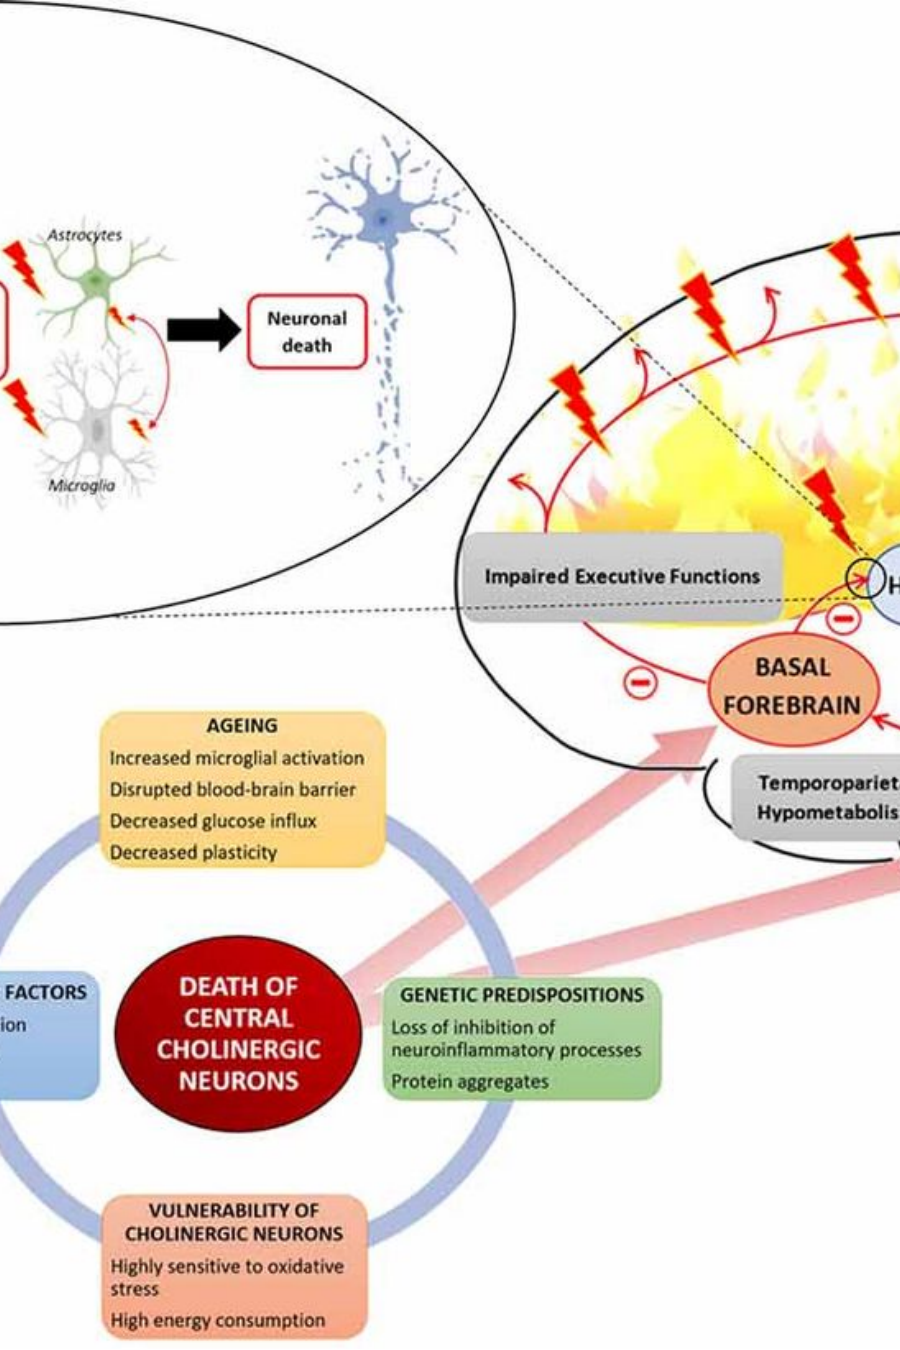 Astrocytes
Neuronal
death
Microglia
Impaired Executive Functions
H
BASAL
FOREBRAIN
Temporopariet
Hypometabolis
AGEING
Increased microglial activation
Disrupted blood-brain barrier
Decreased glucose influx
Decreased plasticity
FACTORS
ion
DEATH OF
CENTRAL
CHOLINERGIC
NEURONS
GENETIC PREDISPOSITIONS
Loss of inhibition of
neuroinflammatory processes
Protein aggregates
VULNERABILITY OF
CHOLINERGIC NEURONS
Highly sensitive to oxidative
stress
High energy consumption